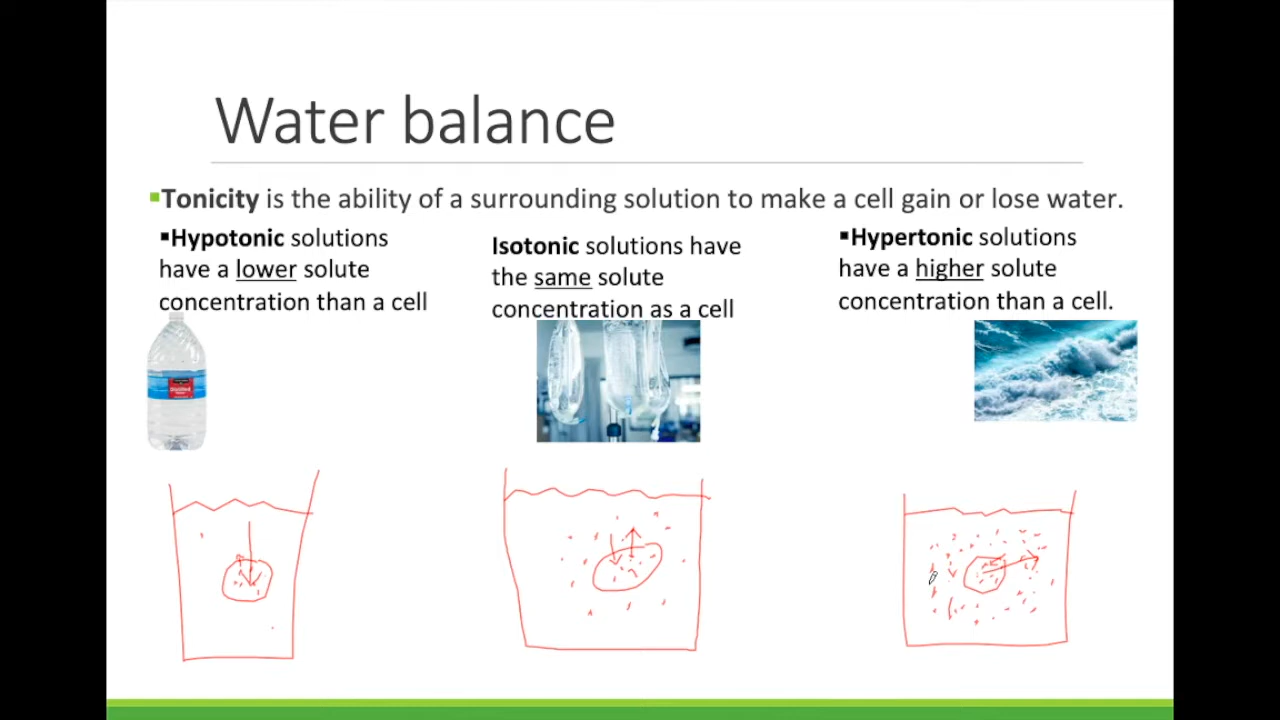 Water balance
▪Tonicity is the ability of a surrounding solution to make a cell gain or lose water.
▪Hypotonic solutions
have a lower solute
concentration than a cell
Isotonic solutions have
the same solute
concentration as a cell
▪Hypertonic solutions
have a higher solute
concentration than a cell.